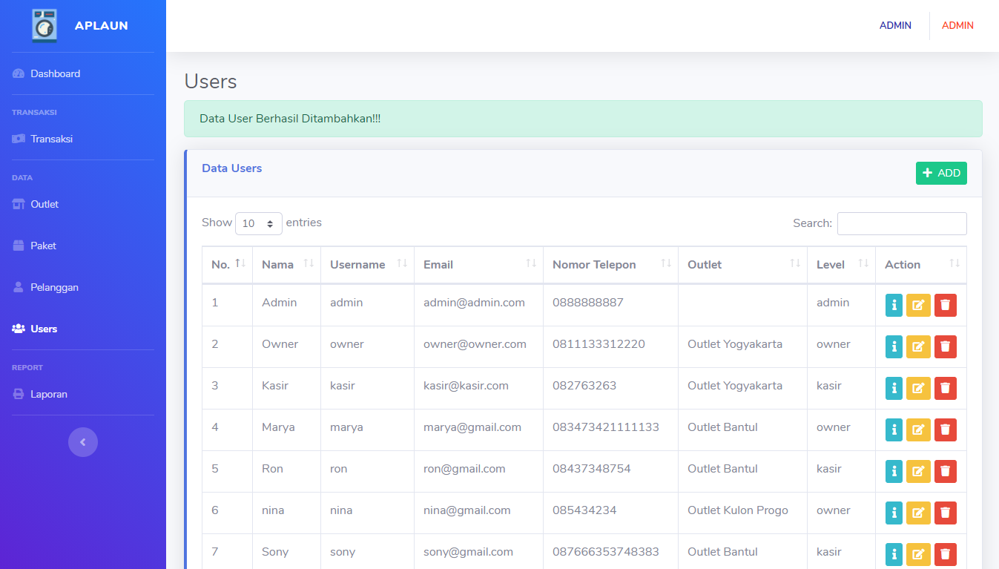 APLAUN
ADMIN ADMIN
Dashboard
TRANSAKSI
Transaksi
DATA
Outlet
Paket
Pelanggan
Users
REPORT
Laporan
Users
Data User Berhasil Ditambahkan!!!
Data Users
ADD
Show 10 entries
Search:
No. Nama Username Email Nomor Telepon Outlet Level Action
1 Admin admin admin@admin.com 0888888887 admin
2 Owner owner owner@owner.com 0811133312220 Outlet Yogyakarta owner
3 Kasir kasir kasir@kasir.com 082763263 Outlet Yogyakarta kasir
4 Marya marya marya@gmail.com 083473421111133 Outlet Bantul owner
5 Ron ron ron@gmail.com 08437348754 Outlet Bantul kasir
6 nina nina nina@gmail.com 085434234 Outlet Kulon Progo owner
7 Sony sony sony@gmail.com 087666353748383 Outlet Bantul kasir